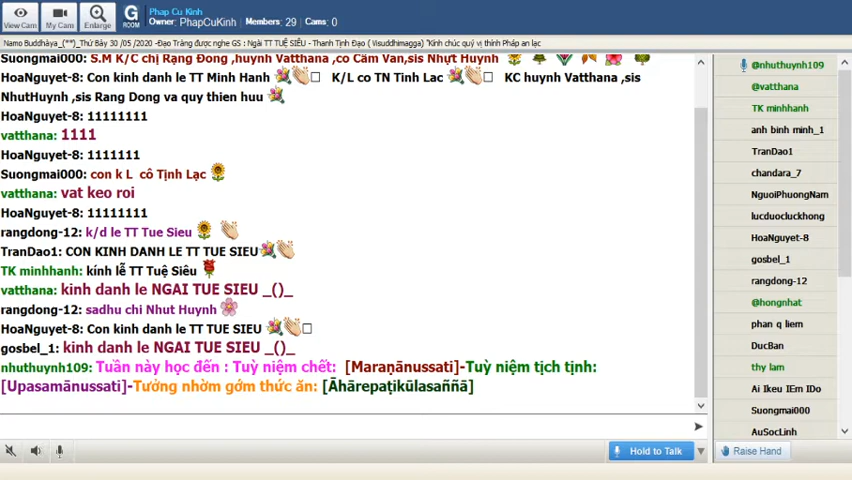 View Cam
My Cam
Enlarg
G
ROOM
Phap Cu Kinh
Owner: PhapCuKinh Members: 29 Cams: 0
Namo Buddhàya_(**)_Thứ Bảy 30 /05 /2020 -Đạo Tràng được nghe GS : Ngài TT TUỆ SIÊU - Thanh Tịnh Đạo ( Visuddhimagga) "Kính chúc quý vị thính Pháp an lạc
Suongmai000: S.M K/C chị Rạng Đông ,huynh Vatthana ,co Cẩm Van,sis Nhựt Huỳnh
HoaNguyet-8: Con kinh danh le TT Minh Hanh K/L co TN Tinh Lac KC huynh Vatthana ,sis
NhutHuynh ,sis Rang Dong va quy thien huu
HoaNguyet-8: 11111111
vatthana: 1111
HoaNguyet-8: 1111111
Suongmai000: con k L cô Tịnh Lạc
vatthana: vat keo roi
HoaNguyet-8: 11111111
rangdong-12: k/d le TT Tue Sieu
TranDao1: CON KINH DANH LE TT TUE SIEU
TK minhhanh: kính lễ TT Tuệ Siêu
vatthana: kinh danh le NGAI TUE SIEU _()_
rangdong-12: sadhu chi Nhut Huynh
HoaNguyet-8: Con kinh danh le TT TUE SIEU
gosbel_1: kinh danh le NGAI TUE SIEU _()_
nhuthuynh109: Tuần này học đến : Tuỳ niệm chết: [Maraṇānussati]-Tuỳ niệm tịch tịnh:
[Upasamānussati]-Tưởng nhờm gớm thức ăn: [Āhārepaṭikūlasaññā]
Hold to Talk
@nhuthuynh109
@vatthana
TK minhhanh
anh binh minh_1
TranDao1
chandara_7
NguoiPhuongNam
lucduocluckhong
HoaNguyet-8
gosbel_1
rangdong-12
@hongnhat
phan q liem
DucBan
thy lam
Ai Ikeu IEm IDo
Suongmai000
AuSocLinh
Raise Hand